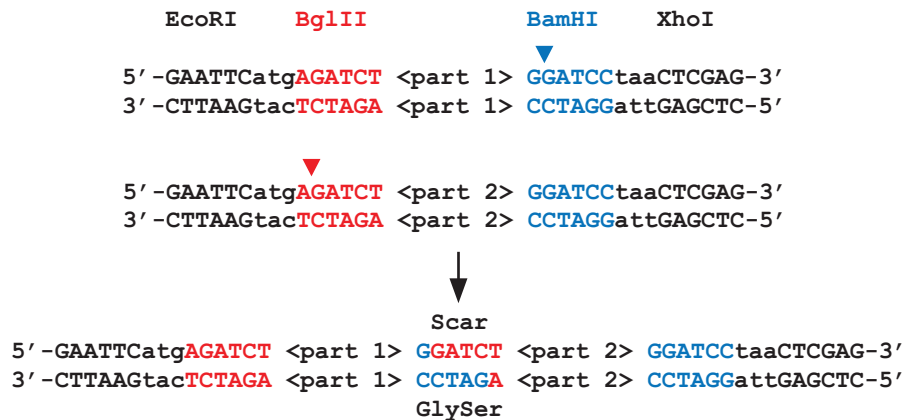 EcoRI BglII BamHI XhoI
5’-GAATTCatgAGATCT <part 1> GGATCCtaaCTCGAG-3’
3’-CTTAAGtacTCTAGA <part 1> CCTAGGattGAGCTC-5’
5’-GAATTCatgAGATCT <part 2> GGATCCtaaCTCGAG-3’
3’-CTTAAGtacTCTAGA <part 2> CCTAGGattGAGCTC-5’
Scar
5’-GAATTCatgAGATCT <part 1> GGATCT <part 2> GGATCCtaaCTCGAG-3’
3’-CTTAAGtacTCTAGA <part 1> CCTAGA <part 2> CCTAGGattGAGCTC-5’
GlySer